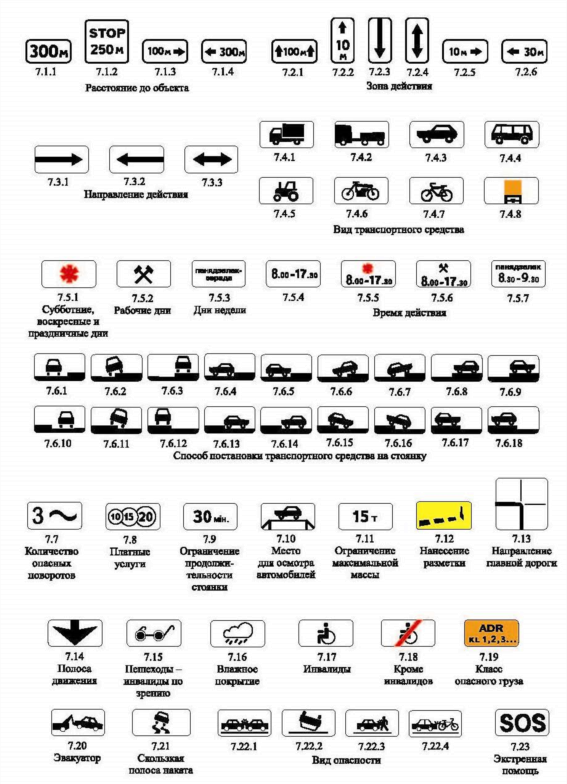 300м STOP 250м 100м 300м 100м 10 м 10м 30м
7.1.1 7.1.2 7.1.3 7.1.4 7.2.1 7.2.2 7.2.3 7.2.4 7.2.5 7.2.6
Расстояние до объекта Зона действия
7.4.1 7.4.2 7.4.3 7.4.4
7.3.1 7.3.2 7.3.3
Направление действия
7.4.5 7.4.6 7.4.7 7.4.8
Вид транспортного средства
панядзелак-серада 8.00-17.30 8.00-17.30 8.00-17.30 панядзелак 8.30-9.30
7.5.1 7.5.2 7.5.3 7.5.4 7.5.5 7.5.6 7.5.7
Субботние, Рабочие дни Дни недели Время действия
воскресные и
праздничные дни
7.6.1 7.6.2 7.6.3 7.6.4 7.6.5 7.6.6 7.6.7 7.6.8 7.6.9
7.6.10 7.6.11 7.6.12 7.6.13 7.6.14 7.6.15 7.6.16 7.6.17 7.6.18
Способ постановки транспортного средства на стоянку
3 10 15 20 30 мін. 15 т
7.7 7.8 7.9 7.10 7.11 7.12 7.13
Количество Платные Ограничение Место Ограничение Нанесение Направление
опасных услуги продолжи- для осмотра максимальной разметки главной дороги
поворотов тельности автомобилей массы
стоянки
ADR
KL 1,2,3...
7.14 7.15 7.16 7.17 7.18 7.19
Полоса Пешеходы – Влажное Инвалиды Кроме Класс
движения инвалиды по покрытие инвалидов опасного груза
зрению
SOS
7.20 7.21 7.22.1 7.22.2 7.22.3 7.22.4 7.23
Эвакуатор Скользкая Вид опасности Экстренная
полоса наката помощь